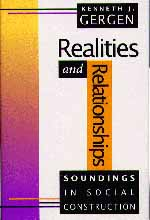 KENNETH J.
GERGEN
Realities
and
Relationships
SOUNDINGS
IN SOCIAL
CONSTRUCTION